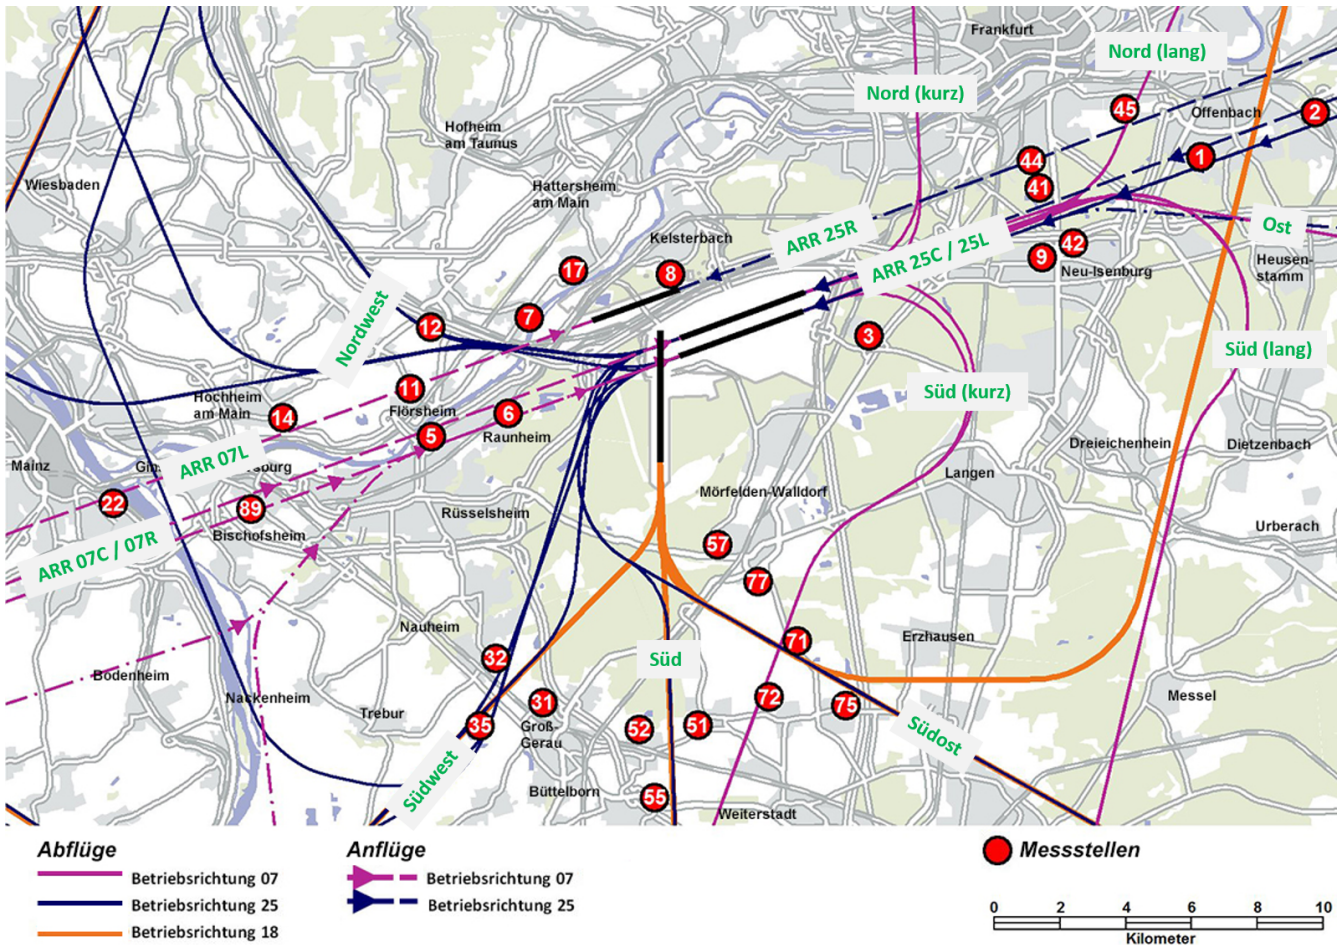 Frankfurt
Nord (lang)
Nord (kurz)
45
Offenbach
2
Hofheim
am Taunus
44
1
Wiesbaden
Hattersheim
am Main
41
Kelsterbach
ARR 25R
Ost
ARR 25C / 25L
42
9
Neu-Isenburg
Heusen-
stamm
17
8
Nordwest
7
12
3
Süd (lang)
11
Süd (kurz)
Hochheim
am Main
14
Flörsheim
6
5
Raunheim
Dreieichenhein
Dietzenbach
ARR 07L
Mainz
Langen
22
89
Rüsselsheim
Mörfelden-Walldorf
Bischofsheim
Urberach
ARR 07C / 07R
57
77
Nauheim
71
Erzhausen
32
Süd
Bodenheim
Nackenheim
Trebur
31
72
75
Messel
35
Groß-
Gerau
52
51
Südost
Südwest
Büttelborn
55
Weiterstadt
Abflüge
Betriebsrichtung 07
Betriebsrichtung 25
Betriebsrichtung 18
Anflüge
Betriebsrichtung 07
Betriebsrichtung 25
Messstellen
0 2 4 6 8 10
Kilometer